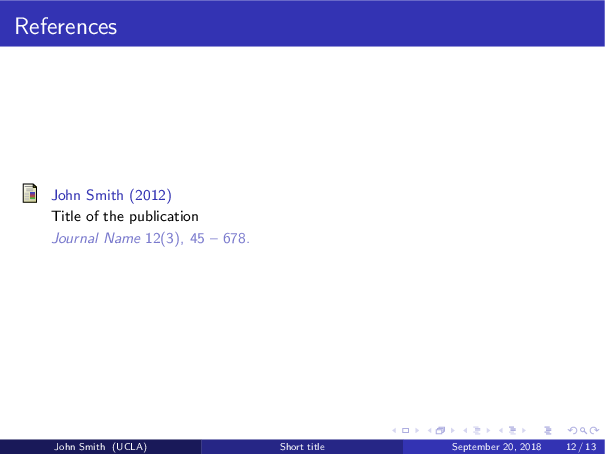 References
John Smith (2012)
Title of the publication
Journal Name 12(3), 45 – 678.
John Smith (UCLA) Short title September 20, 2018 12 / 13